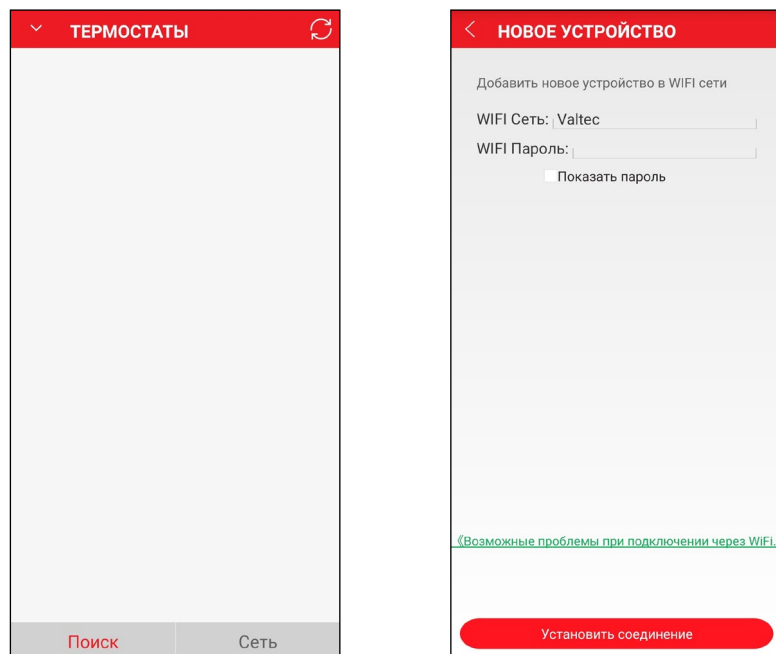 ТЕРМОСТАТЫ
Поиск
Сеть
НОВОЕ УСТРОЙСТВО
Добавить новое устройство в WIFI сети
WIFI Сеть: Valtec
WIFI Пароль:
Показать пароль
《Возможные проблемы при подключении через WiFi.
Установить соединение